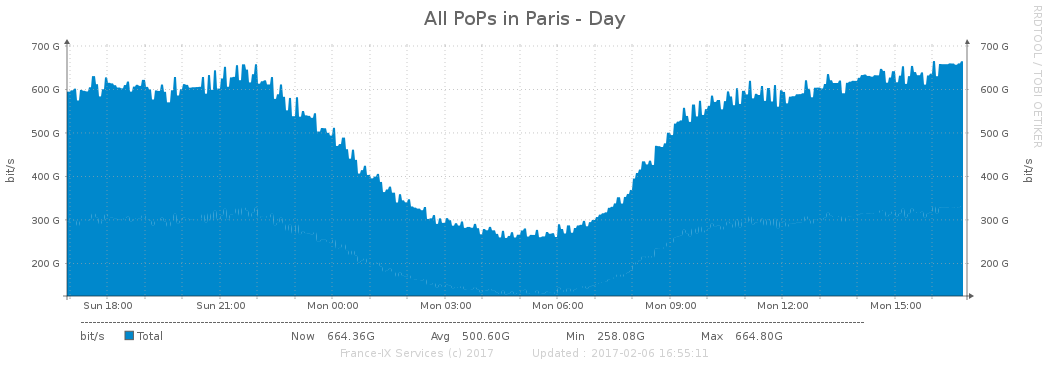 All PoPs in Paris - Day
RRDTOOL / TOBI OETIKER
700 G 700 G
600 G 600 G
500 G 500 G
400 G 400 G
300 G 300 G
200 G 200 G
bit/s bit/s
Sun 18:00 Sun 21:00 Mon 00:00 Mon 03:00 Mon 06:00 Mon 09:00 Mon 12:00 Mon 15:00
bit/s Total Now 664.36G Avg 500.60G Min 258.08G Max 664.80G
France-IX Services (c) 2017 Updated : 2017-02-06 16:55:11